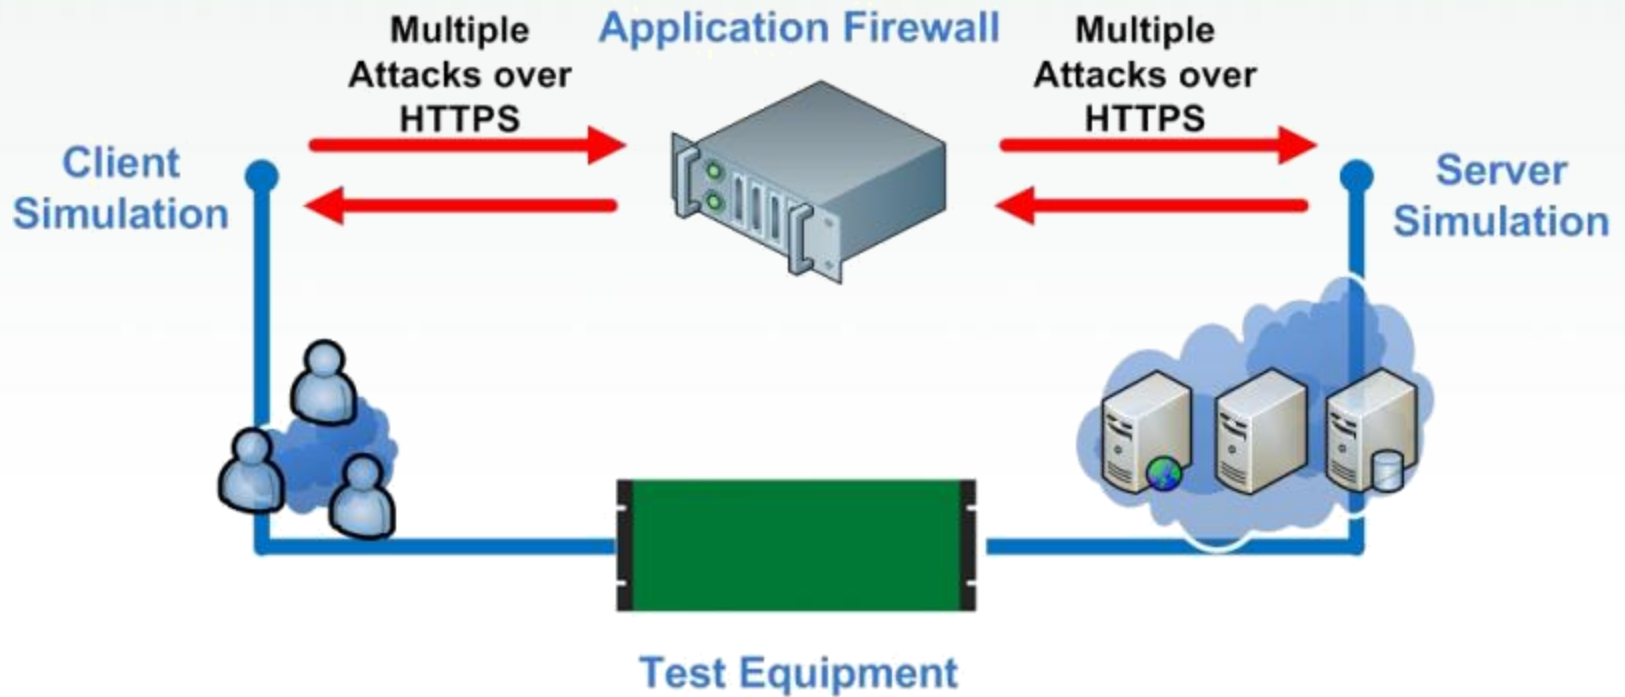 Multiple
Attacks over
HTTPS
Application Firewall
Multiple
Attacks over
HTTPS
Client
Simulation
Server
Simulation
Test Equipment